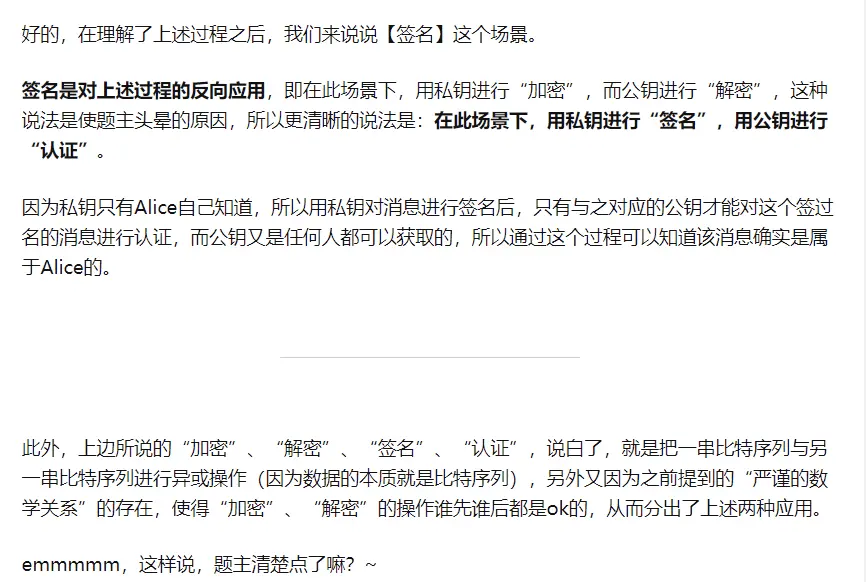 好的，在理解了上述过程之后，我们来说说【签名】这个场景。
签名是对上述过程的反向应用，即在此场景下，用私钥进行“加密”，而公钥进行“解密”，这种
说法是使题主头晕的原因，所以更清晰的说法是：在此场景下，用私钥进行“签名”，用公钥进行
“认证”。
因为私钥只有Alice自己知道，所以用私钥对消息进行签名后，只有与之对应的公钥才能对这个签过
名的消息进行认证，而公钥又是任何人都可以获取的，所以通过这个过程可以知道该消息确实是属
于Alice的。
此外，上边所说的“加密”、“解密”、“签名”、“认证”，说白了，就是把一串比特序列与另
一串比特序列进行异或操作（因为数据的本质就是比特序列），另外又因为之前提到的“严谨的数
学关系”的存在，使得“加密”、“解密”的操作谁先谁后都是ok的，从而分出了上述两种应用。
emmmmm，这样说，题主清楚点了嘛？~